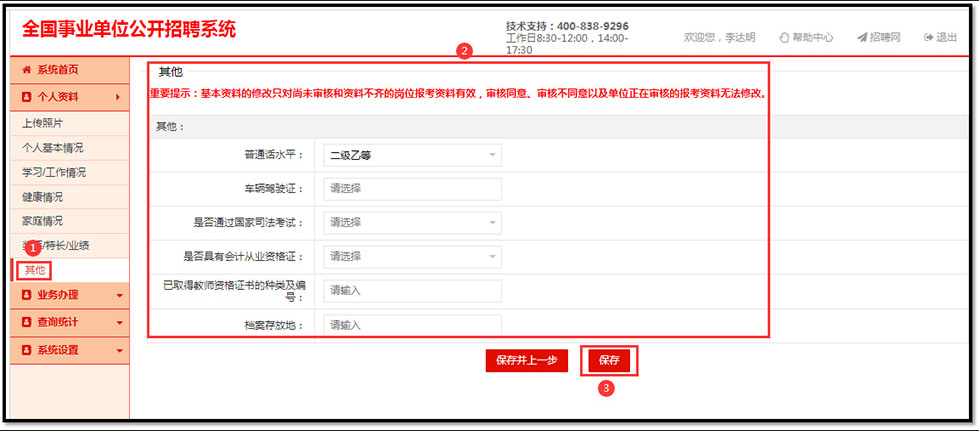 全国事业单位公开招聘系统
技术支持：400-838-9296
工作日8:30-12:00，14:00-
17:30
欢迎您，李达明
帮助中心
招聘网
退出
系统首页
个人资料
上传照片
个人基本情况
学习/工作情况
健康情况
家庭情况
/特长/业绩
1
其他
业务办理
查询统计
系统设置
2
其他
重要提示：基本资料的修改只对尚未审核和资料不齐的岗位报考资料有效，审核同意、审核不同意以及单位正在审核的报考资料无法修改。
其他：
普通话水平：
二级乙等
车辆驾驶证：
请选择
是否通过国家司法考试：
请选择
是否具有会计从业资格证：
请选择
已取得教师资格证书的种类及编
号：
请输入
档案存放地：
请输入
保存并上一步
保存
3